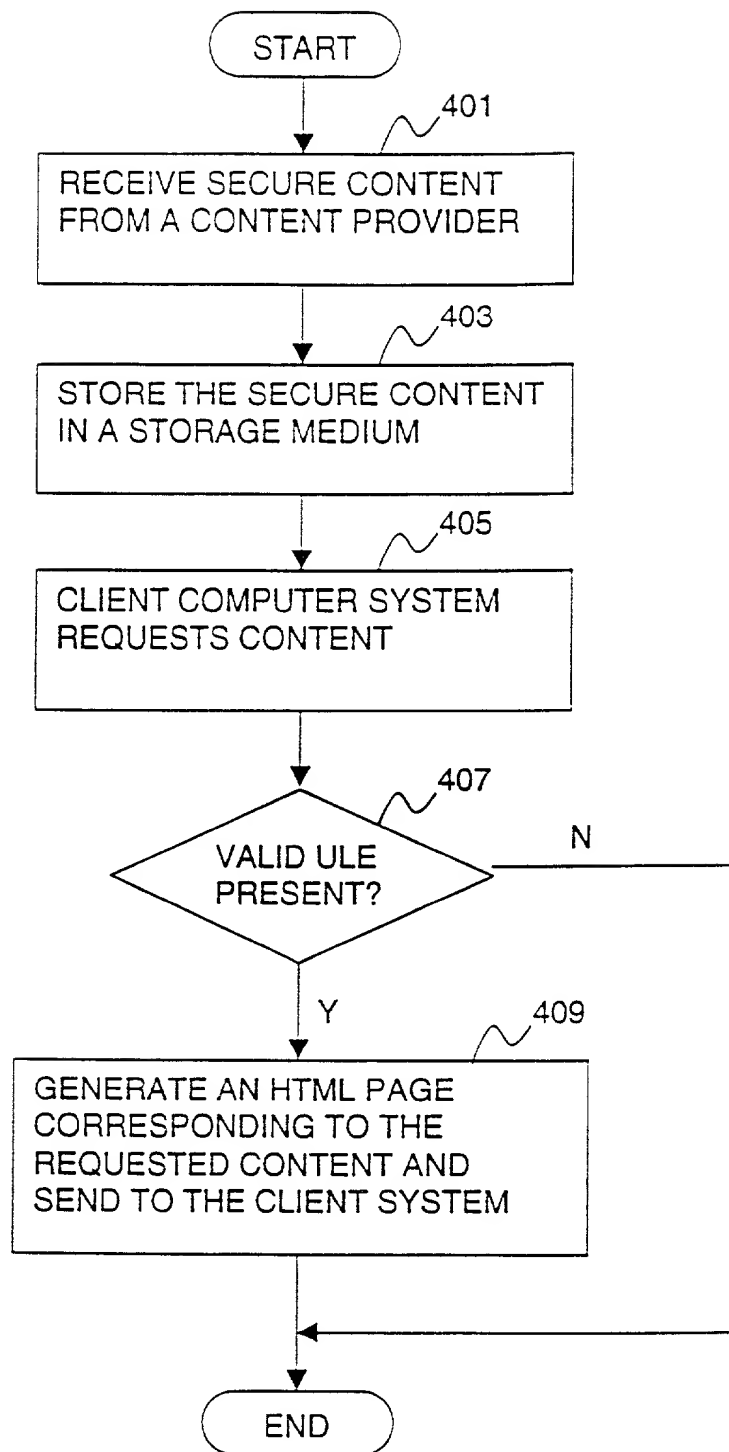 START
401
RECEIVE SECURE CONTENT
FROM A CONTENT PROVIDER
403
STORE THE SECURE CONTENT
IN A STORAGE MEDIUM
405
CLIENT COMPUTER SYSTEM
REQUESTS CONTENT
407
VALID ULE
PRESENT?
N
Y
409
GENERATE AN HTML PAGE
CORRESPONDING TO THE
REQUESTED CONTENT AND
SEND TO THE CLIENT SYSTEM
END